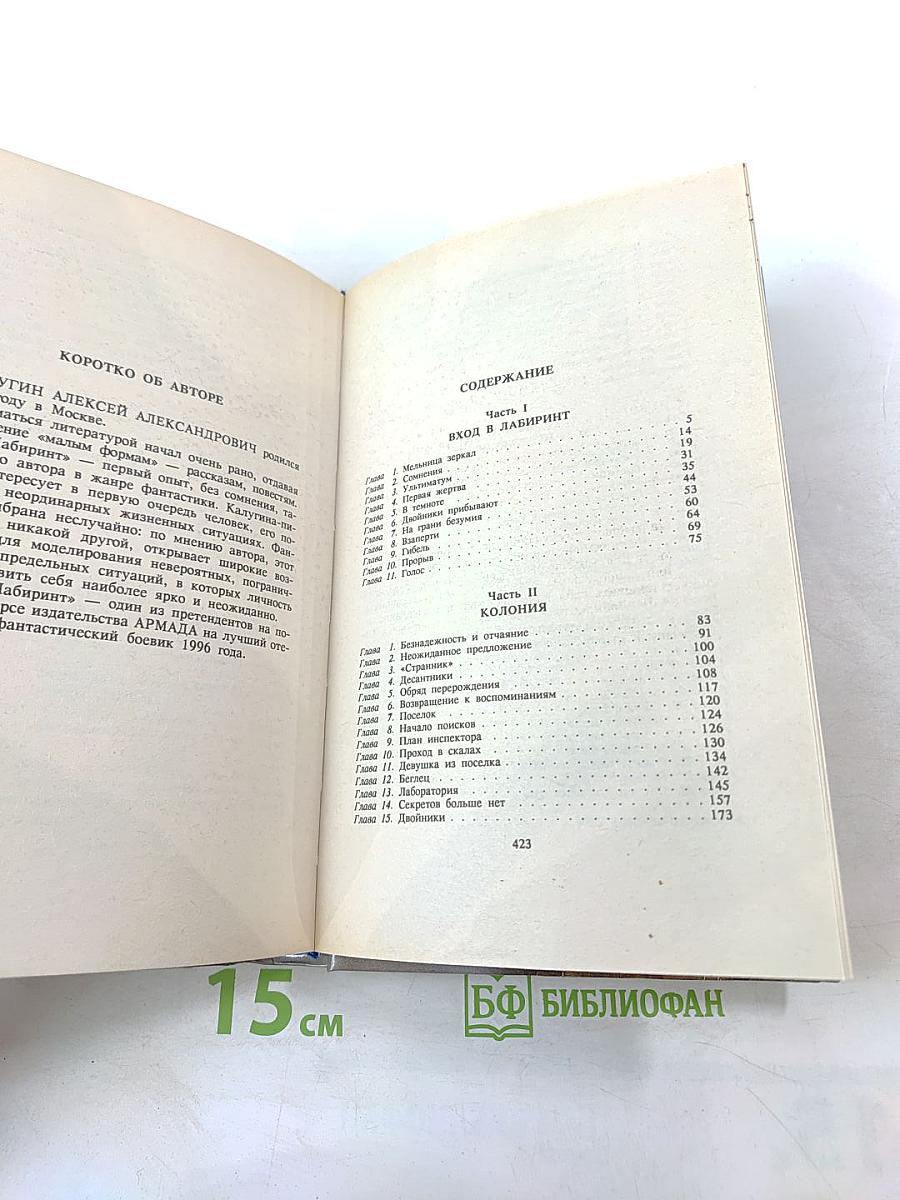 КОРОТКО ОБ АВТОРЕ
УГИН АЛЕКСЕЙ АЛЕКСАНДРОВИЧ родился
году в Москве.
маться литературой начал очень рано, отдавая
ение «малым формам» — рассказам, повестям.
Лабиринт» — первый опыт, без сомнения, та-
о автора в жанре фантастики. Калугина-пи-
тересует в первую очередь человек, его по-
неординарных жизненных ситуациях. Фан-
ыбрана неслучайно: по мнению автора, этот
никакой другой, открывает широкие воз-
для моделирования невероятных, погранич-
предельных ситуаций, в которых личность
вить себя наиболее ярко и неожиданно.
Лабиринт» — один из претендентов на по-
рсе издательства АРМАДА на лучший оте-
фантастический боевик 1996 года.
СОДЕРЖАНИЕ
Часть I
ВХОД В ЛАБИРИНТ
Глава 1. Мельница зеркал . . . 5
Глава 2. Сомнения . . . 14
Глава 3. Ультиматум . . . 19
Глава 4. Первая жертва . . . 31
Глава 5. В темноте . . . 35
Глава 6. Двойники прибывают . . . 44
Глава 7. На грани безумия . . . 53
Глава 8. Взаперти . . . 60
Глава 9. Гибель . . . 64
Глава 10. Прорыв . . . 69
Глава 11. Голос . . . 75
Часть II
КОЛОНИЯ
Глава 1. Безнадежность и отчаяние . . . 83
Глава 2. Неожиданное предложение . . . 91
Глава 3. «Странник» . . . 100
Глава 4. Десантники . . . 104
Глава 5. Обряд перерождения . . . 108
Глава 6. Возвращение к воспоминаниям . . . 117
Глава 7. Поселок . . . 120
Глава 8. Начало поисков . . . 124
Глава 9. План инспектора . . . 126
Глава 10. Проход в скалах . . . 130
Глава 11. Девушка из поселка . . . 134
Глава 12. Беглец . . . 142
Глава 13. Лаборатория . . . 145
Глава 14. Секретов больше нет . . . 157
Глава 15. Двойники . . . 173
423
15 см
БФ БИБЛИОФАН